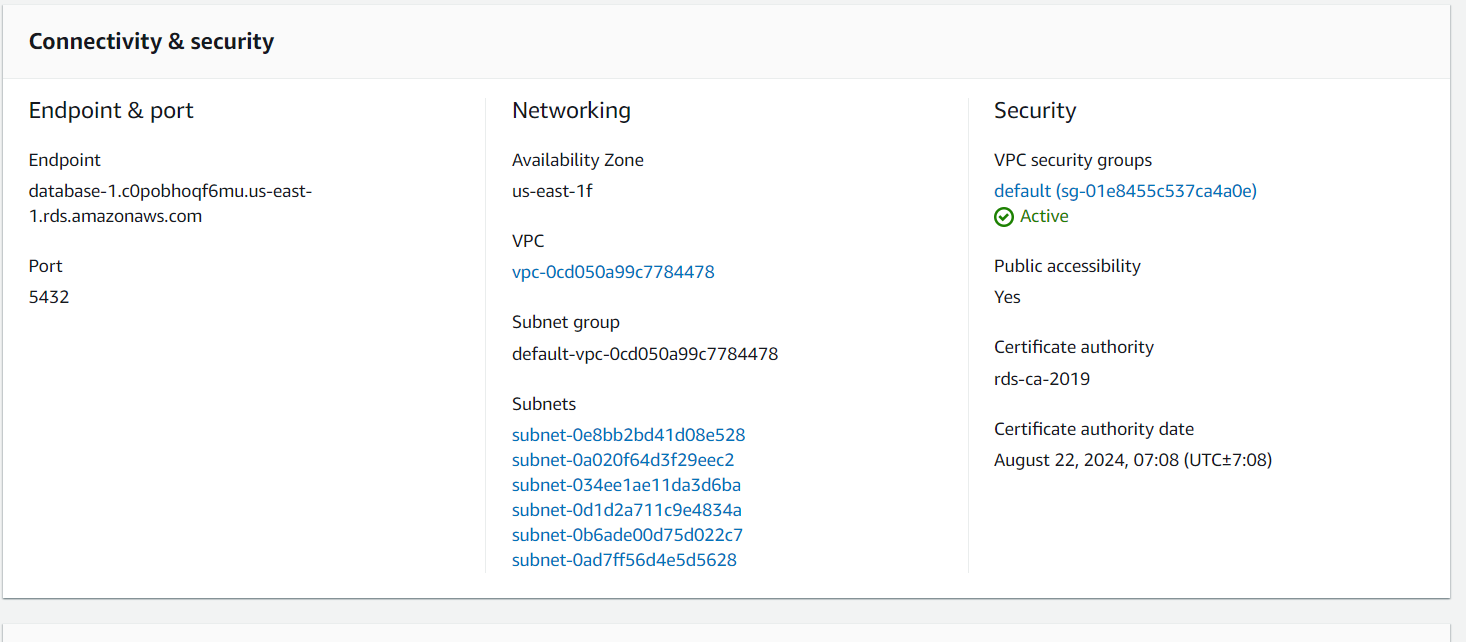 Connectivity & security
Endpoint & port
Endpoint
database-1.c0pobhoqf6mu.us-east-
1.rds.amazonaws.com
Port
5432
Networking
Availability Zone
us-east-1f
VPC
vpc-0cd050a99c7784478
Subnet group
default-vpc-0cd050a99c7784478
Subnets
subnet-0e8bb2bd41d08e528
subnet-0a020f64d3f29eec2
subnet-034ee1ae11da3d6ba
subnet-0d1d2a711c9e4834a
subnet-0b6ade00d75d022c7
subnet-0ad7ff56d4e5d5628
Security
VPC security groups
default (sg-01e8455c537ca4a0e)
Active
Public accessibility
Yes
Certificate authority
rds-ca-2019
Certificate authority date
August 22, 2024, 07:08 (UTC±7:08)